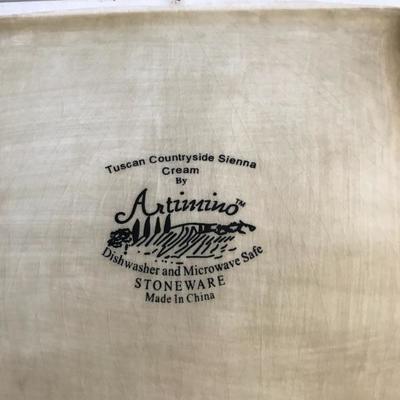 Tuscan Countryside Sienna
Cream
By
Artimino™
Dishwasher and Microwave Safe
STONEWARE
Made In China